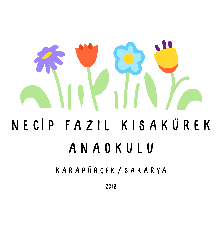 NECİP FAZIL KISAKÜREK
ANAOKULU
KARAPÜRÇEK/SAKARYA